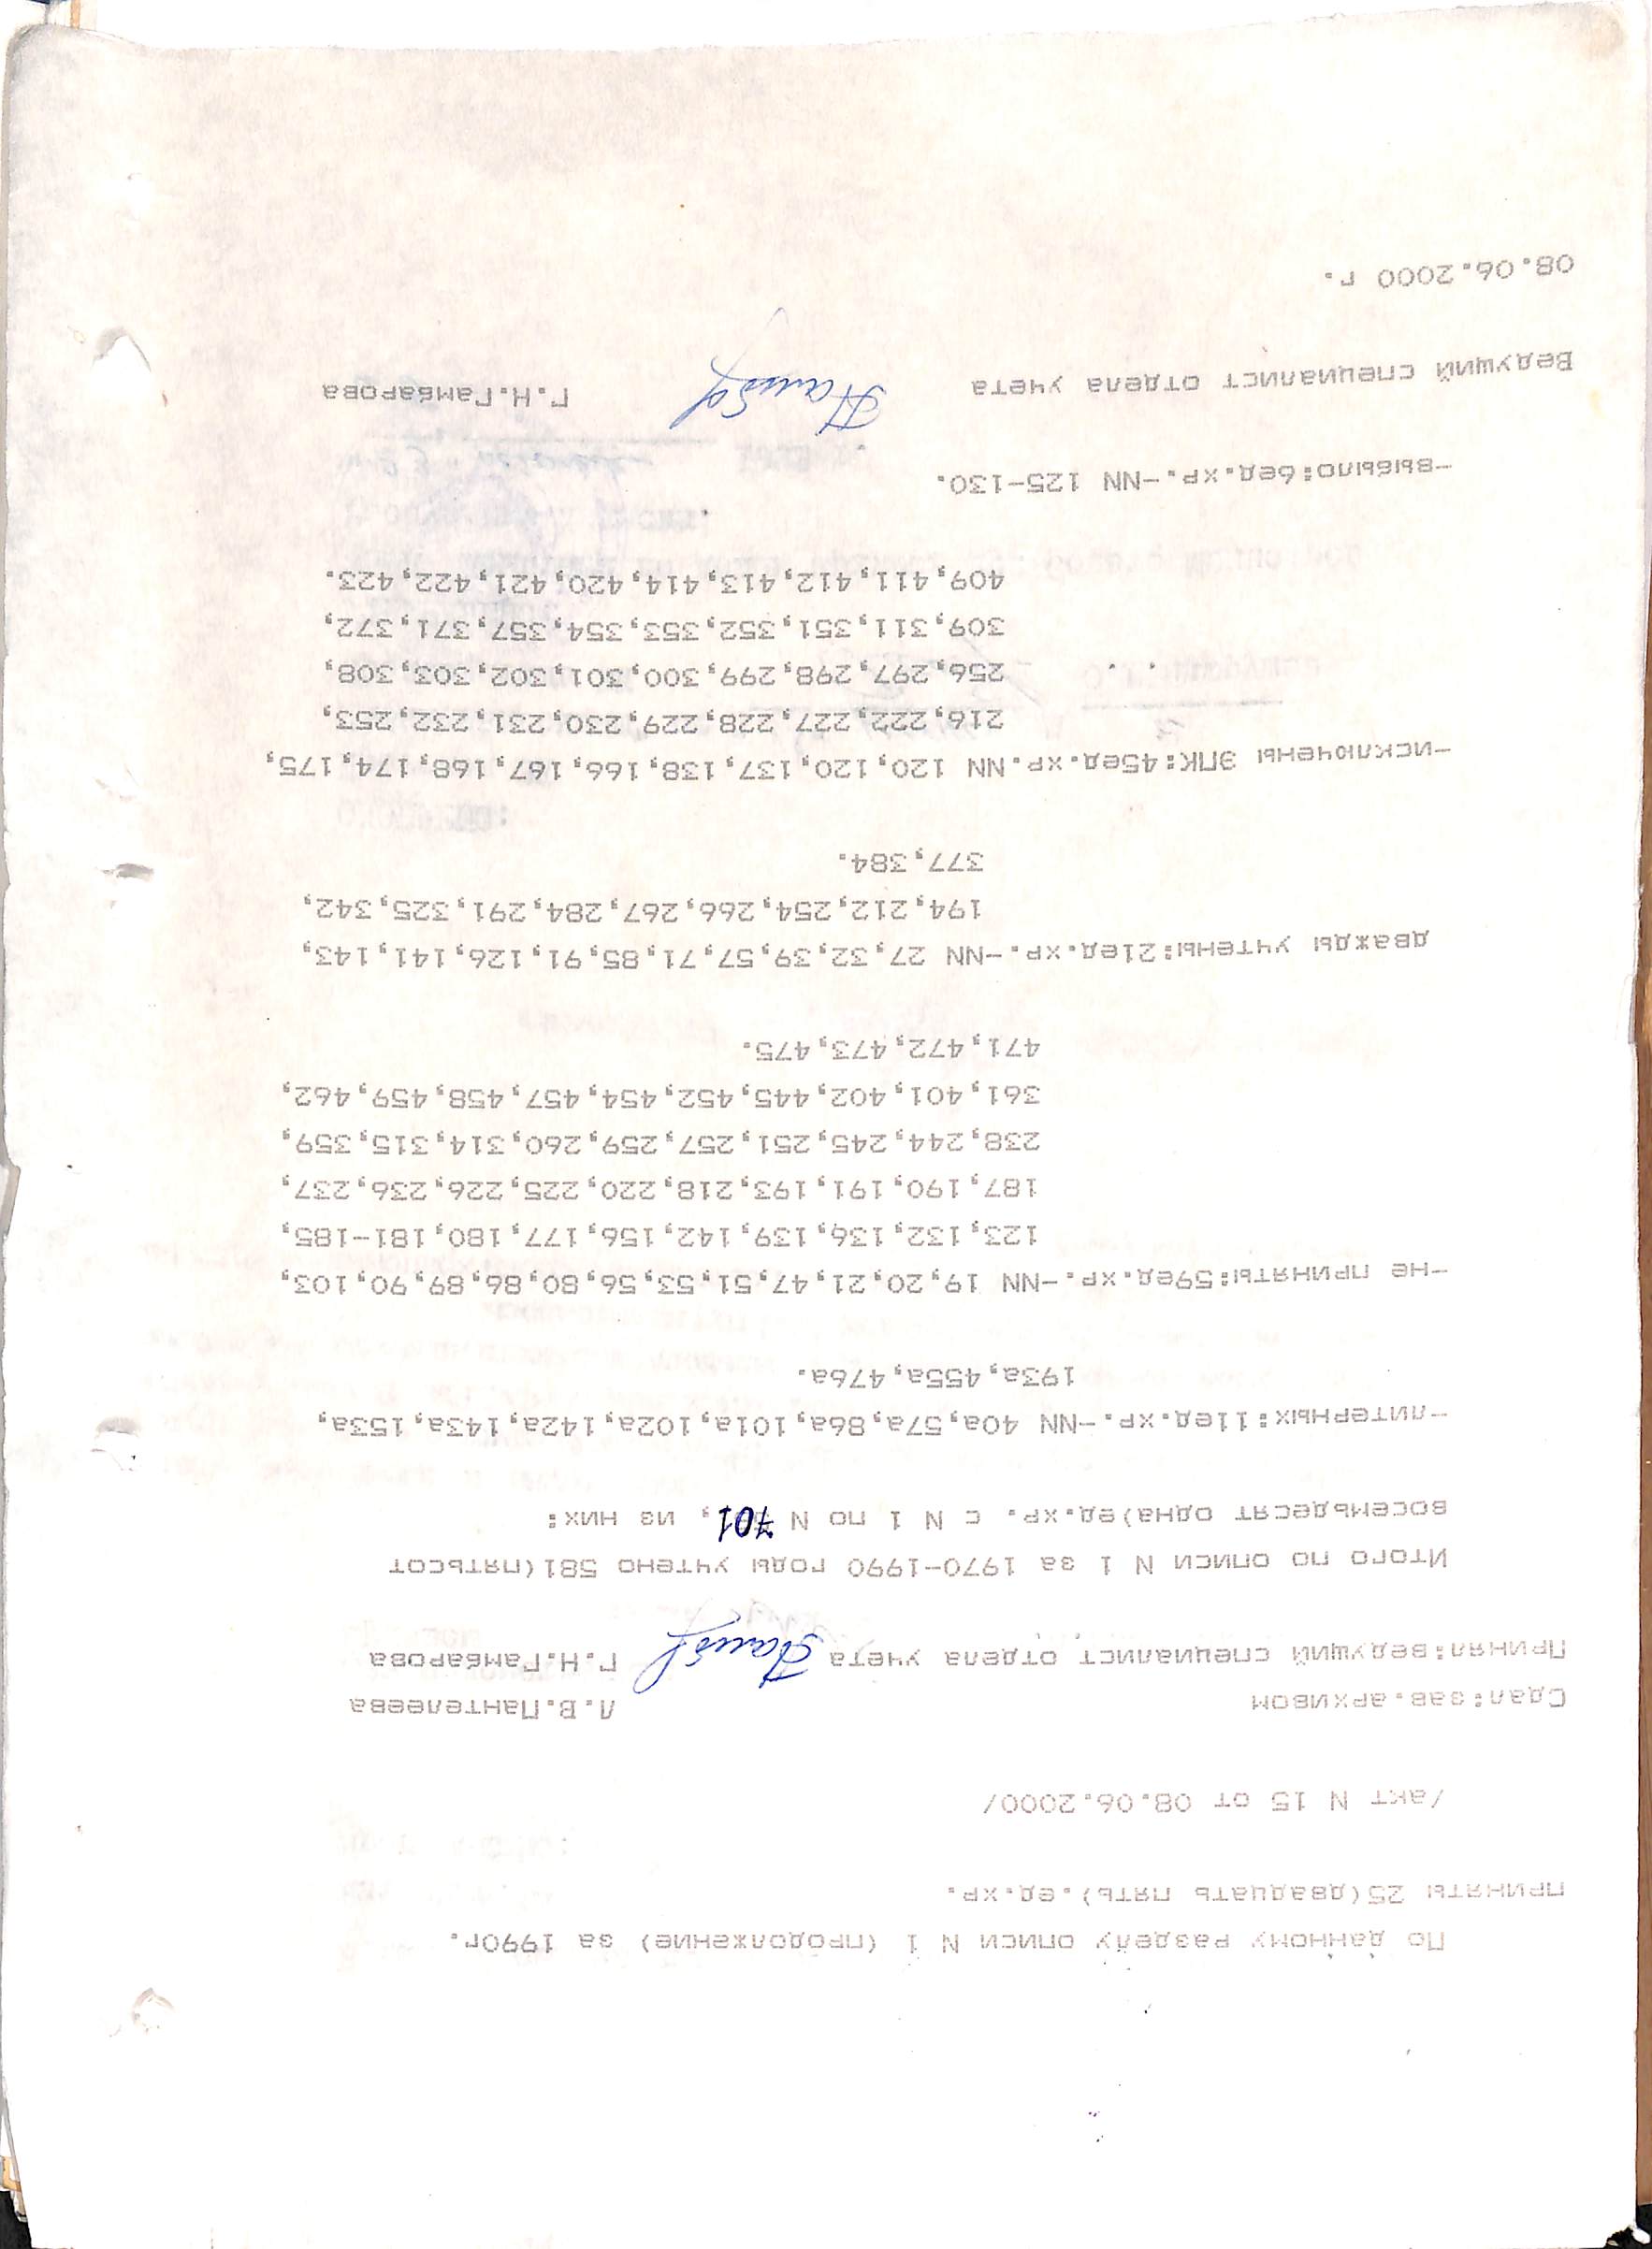 По данному разделу описи N 1 (продолжение) за 1990г.
приняты 25(двадцать пять).ед.хр.
/акт N 15 от 08.06.2000/
Сдал:зав.архивом Л.В.Пантелеева
Принял:ведущий специалист отдела учета Г.Н.Гамбарова
Итого по описи N 1 за 1970-1990 годы учтено 581(пятьсот
восемьдесят одна)ед.хр. с N 1 по N 701, из них:
-литерных:11ед.хр.-NN 40а,57а,86а,101а,102а,142а,143а,153а,
193а,455а,476а.
-не приняты:59ед.хр.-NN 19,20,21,47,51,53,56,80,86,89,90,103,
123,132,136,139,142,156,177,180,181-185,
187,190,191,193,218,220,225,226,236,237,
238,244,245,251,257,259,260,314,315,359,
361,401,402,445,452,454,457,458,459,462,
471,472,473,475.
дважды учтены:21ед.хр.-NN 27,32,39,57,71,85,91,126,141,143,
194,212,254,266,267,284,291,325,342,
377,384.
-исключены ЭПК:45ед.хр.NN 120,120,137,138,166,167,168,174,175,
216,222,227,228,229,230,231,232,253,
256,297,298,299,300,301,302,303,308,
309,311,351,352,353,354,357,371,372,
409,411,412,413,414,420,421,422,423.
-выбыло:6ед.хр.-NN 125-130.
Ведущий специалист отдела учета Г.Н.Гамбарова
08.06.2000 г.